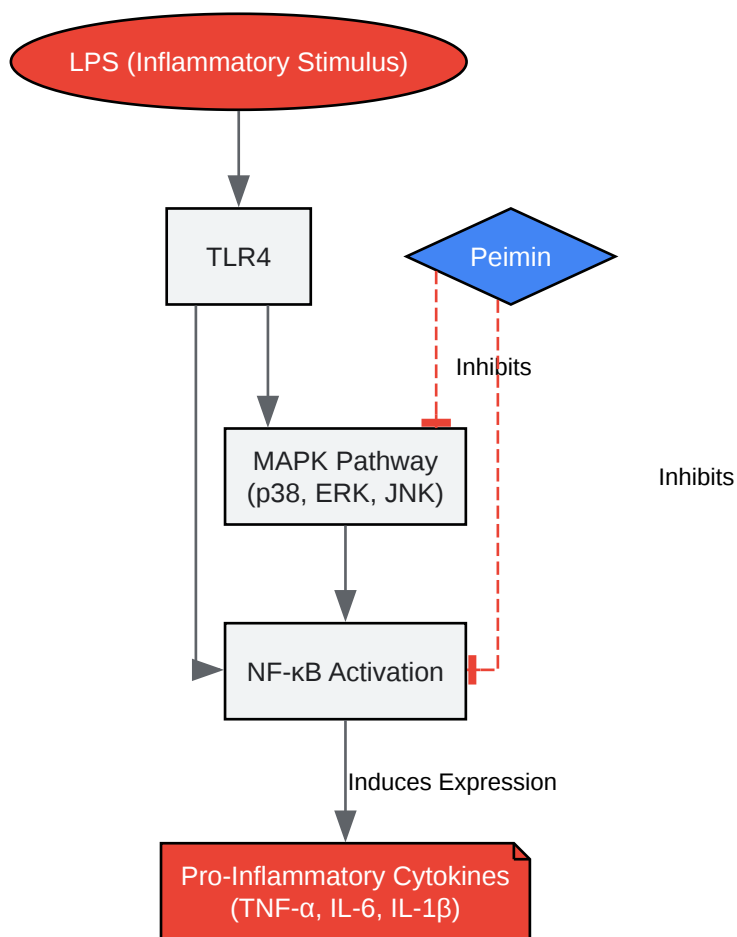 LPS (Inflammatory Stimulus)
TLR4
Peimin
Inhibits
MAPK Pathway
(p38, ERK, JNK)
Inhibits
NF-κB Activation
Induces Expression
Pro-Inflammatory Cytokines
(TNF-α, IL-6, IL-1β)